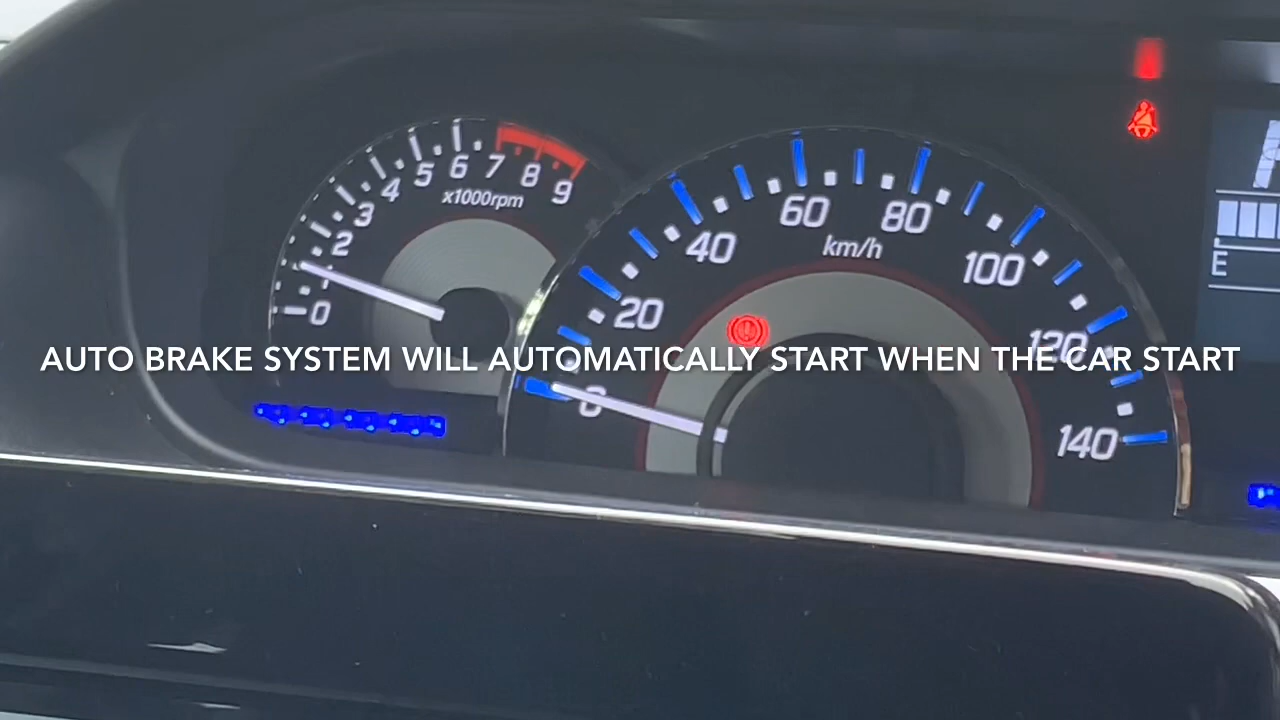 4 5 6 7 8 9
3
2
0
x1000rpm
60 80
40 100
km/h
20 120
0 140
E
AUTO BRAKE SYSTEM WILL AUTOMATICALLY START WHEN THE CAR START